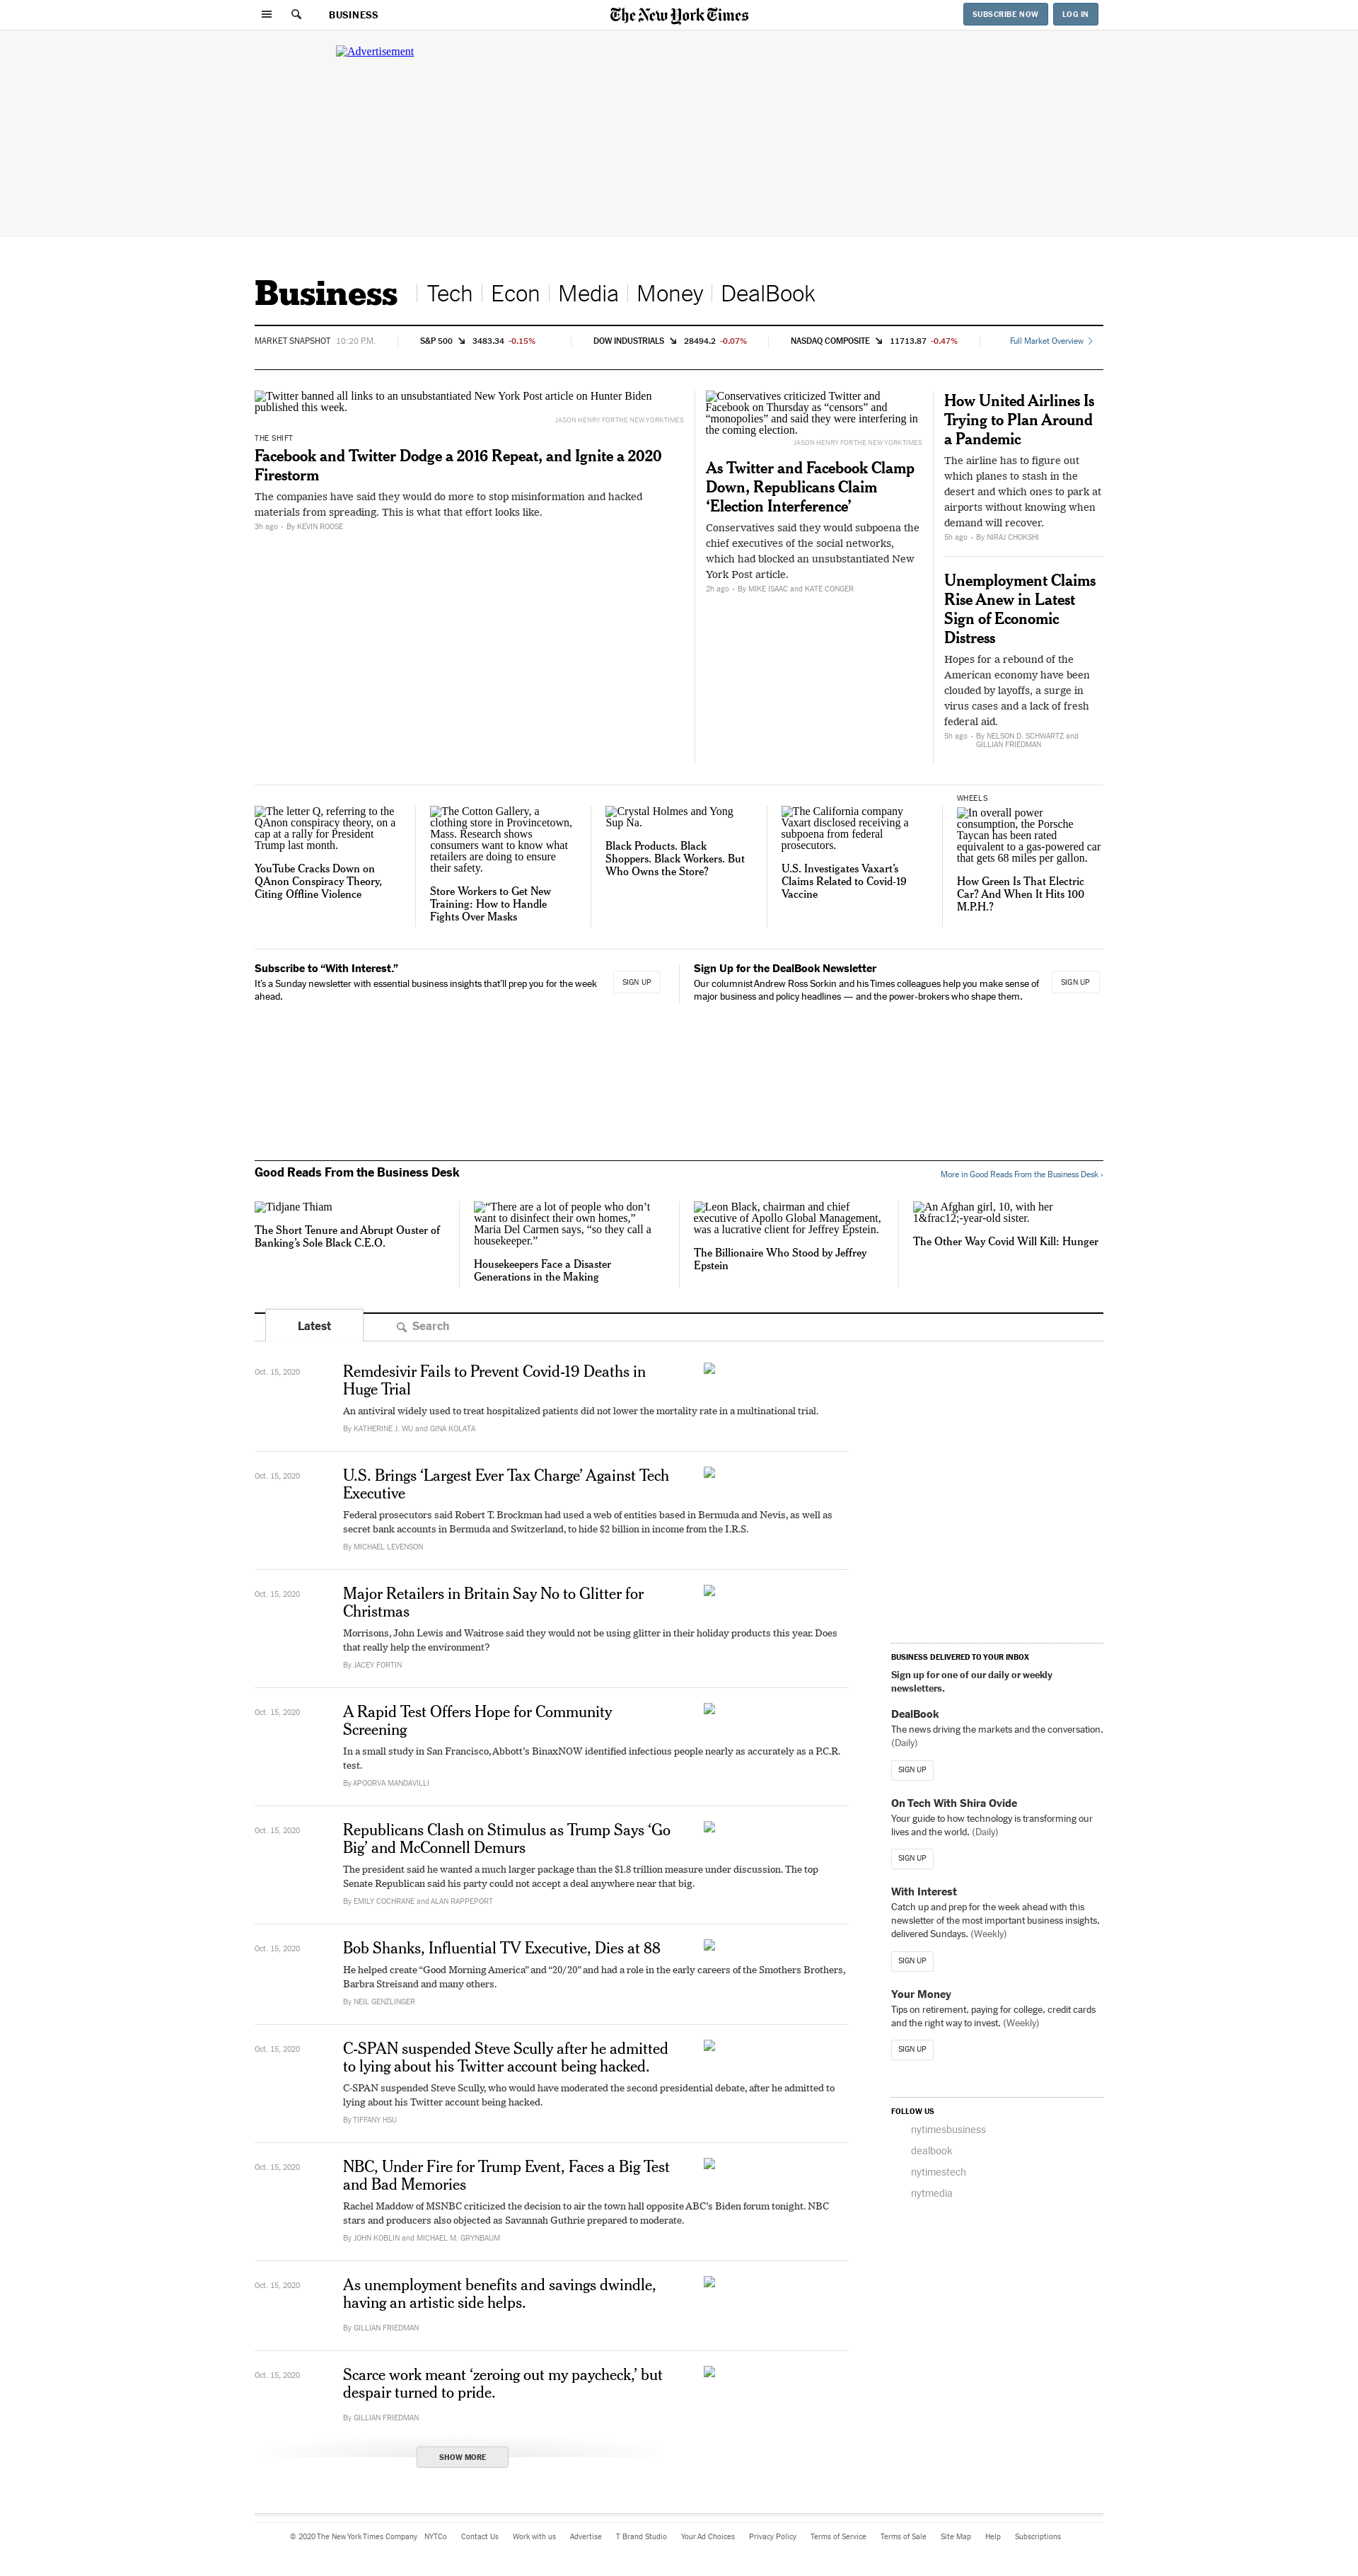 BUSINESS
The New York Times
SUBSCRIBE NOW
LOG IN
Advertisement
Business
Tech
Econ
Media
Money
DealBook
MARKET SNAPSHOT 10:20 P.M.
S&P 500 3483.34 -0.15%
DOW INDUSTRIALS 28494.2 -0.07%
NASDAQ COMPOSITE 11713.87 -0.47%
Full Market Overview
Twitter banned all links to an unsubstantiated New York Post article on Hunter Biden
published this week.
JASON HENRY FOR THE NEW YORK TIMES
THE SHIFT
Facebook and Twitter Dodge a 2016 Repeat, and Ignite a 2020
Firestorm
The companies have said they would do more to stop misinformation and hacked
materials from spreading. This is what that effort looks like.
3h ago · By KEVIN ROOSE
Conservatives criticized Twitter and
Facebook on Thursday as “censors” and
“monopolies” and said they were interfering in
the coming election.
JASON HENRY FOR THE NEW YORK TIMES
As Twitter and Facebook Clamp
Down, Republicans Claim
‘Election Interference’
Conservatives said they would subpoena the
chief executives of the social networks,
which had blocked an unsubstantiated New
York Post article.
2h ago · By MIKE ISAAC and KATE CONGER
How United Airlines Is
Trying to Plan Around
a Pandemic
The airline has to figure out
which planes to stash in the
desert and which ones to park at
airports without knowing when
demand will recover.
5h ago · By NIRAJ CHOKSHI
Unemployment Claims
Rise Anew in Latest
Sign of Economic
Distress
Hopes for a rebound of the
American economy have been
clouded by layoffs, a surge in
virus cases and a lack of fresh
federal aid.
5h ago · By NELSON D. SCHWARTZ and
GILLIAN FRIEDMAN
The letter Q, referring to the
QAnon conspiracy theory, on a
cap at a rally for President
Trump last month.
YouTube Cracks Down on
QAnon Conspiracy Theory,
Citing Offline Violence
The Cotton Gallery, a
clothing store in Provincetown,
Mass. Research shows
consumers want to know what
retailers are doing to ensure
their safety.
Store Workers to Get New
Training: How to Handle
Fights Over Masks
Crystal Holmes and Yong
Sup Na.
Black Products. Black
Shoppers. Black Workers. But
Who Owns the Store?
The California company
Vaxart disclosed receiving a
subpoena from federal
prosecutors.
U.S. Investigates Vaxart’s
Claims Related to Covid-19
Vaccine
WHEELS
In overall power
consumption, the Porsche
Taycan has been rated
equivalent to a gas-powered car
that gets 68 miles per gallon.
How Green Is That Electric
Car? And When It Hits 100
M.P.H.?
Subscribe to “With Interest.”
It’s a Sunday newsletter with essential business insights that’ll prep you for the week
ahead.
SIGN UP
Sign Up for the DealBook Newsletter
Our columnist Andrew Ross Sorkin and his Times colleagues help you make sense of
major business and policy headlines — and the power-brokers who shape them.
SIGN UP
Good Reads From the Business Desk
More in Good Reads From the Business Desk ›
Tidjane Thiam
The Short Tenure and Abrupt Ouster of
Banking’s Sole Black C.E.O.
“There are a lot of people who don’t
want to disinfect their own homes,”
Maria Del Carmen says, “so they call a
housekeeper.”
Housekeepers Face a Disaster
Generations in the Making
Leon Black, chairman and chief
executive of Apollo Global Management,
was a lucrative client for Jeffrey Epstein.
The Billionaire Who Stood by Jeffrey
Epstein
An Afghan girl, 10, with her
1&frac12;-year-old sister.
The Other Way Covid Will Kill: Hunger
Latest
Search
Oct. 15, 2020
Remdesivir Fails to Prevent Covid-19 Deaths in
Huge Trial
An antiviral widely used to treat hospitalized patients did not lower the mortality rate in a multinational trial.
By KATHERINE J. WU and GINA KOLATA
Oct. 15, 2020
U.S. Brings ‘Largest Ever Tax Charge’ Against Tech
Executive
Federal prosecutors said Robert T. Brockman had used a web of entities based in Bermuda and Nevis, as well as
secret bank accounts in Bermuda and Switzerland, to hide $2 billion in income from the I.R.S.
By MICHAEL LEVENSON
Oct. 15, 2020
Major Retailers in Britain Say No to Glitter for
Christmas
Morrisons, John Lewis and Waitrose said they would not be using glitter in their holiday products this year. Does
that really help the environment?
By JACEY FORTIN
Oct. 15, 2020
A Rapid Test Offers Hope for Community
Screening
In a small study in San Francisco, Abbott’s BinaxNOW identified infectious people nearly as accurately as a P.C.R.
test.
By APOORVA MANDAVILLI
Oct. 15, 2020
Republicans Clash on Stimulus as Trump Says ‘Go
Big’ and McConnell Demurs
The president said he wanted a much larger package than the $1.8 trillion measure under discussion. The top
Senate Republican said his party could not accept a deal anywhere near that big.
By EMILY COCHRANE and ALAN RAPPEPORT
Oct. 15, 2020
Bob Shanks, Influential TV Executive, Dies at 88
He helped create “Good Morning America” and “20/20” and had a role in the early careers of the Smothers Brothers,
Barbra Streisand and many others.
By NEIL GENZLINGER
Oct. 15, 2020
C-SPAN suspended Steve Scully after he admitted
to lying about his Twitter account being hacked.
C-SPAN suspended Steve Scully, who would have moderated the second presidential debate, after he admitted to
lying about his Twitter account being hacked.
By TIFFANY HSU
Oct. 15, 2020
NBC, Under Fire for Trump Event, Faces a Big Test
and Bad Memories
Rachel Maddow of MSNBC criticized the decision to air the town hall opposite ABC’s Biden forum tonight. NBC
stars and producers also objected as Savannah Guthrie prepared to moderate.
By JOHN KOBLIN and MICHAEL M. GRYNBAUM
Oct. 15, 2020
As unemployment benefits and savings dwindle,
having an artistic side helps.
By GILLIAN FRIEDMAN
Oct. 15, 2020
Scarce work meant ‘zeroing out my paycheck,’ but
despair turned to pride.
By GILLIAN FRIEDMAN
SHOW MORE
BUSINESS DELIVERED TO YOUR INBOX
Sign up for one of our daily or weekly
newsletters.
DealBook
The news driving the markets and the conversation.
(Daily)
SIGN UP
On Tech With Shira Ovide
Your guide to how technology is transforming our
lives and the world. (Daily)
SIGN UP
With Interest
Catch up and prep for the week ahead with this
newsletter of the most important business insights,
delivered Sundays. (Weekly)
SIGN UP
Your Money
Tips on retirement, paying for college, credit cards
and the right way to invest. (Weekly)
SIGN UP
FOLLOW US
nytimesbusiness
dealbook
nytimestech
nytmedia
© 2020 The New York Times Company NYTCo Contact Us Work with us Advertise T Brand Studio Your Ad Choices Privacy Policy Terms of Service Terms of Sale Site Map Help Subscriptions